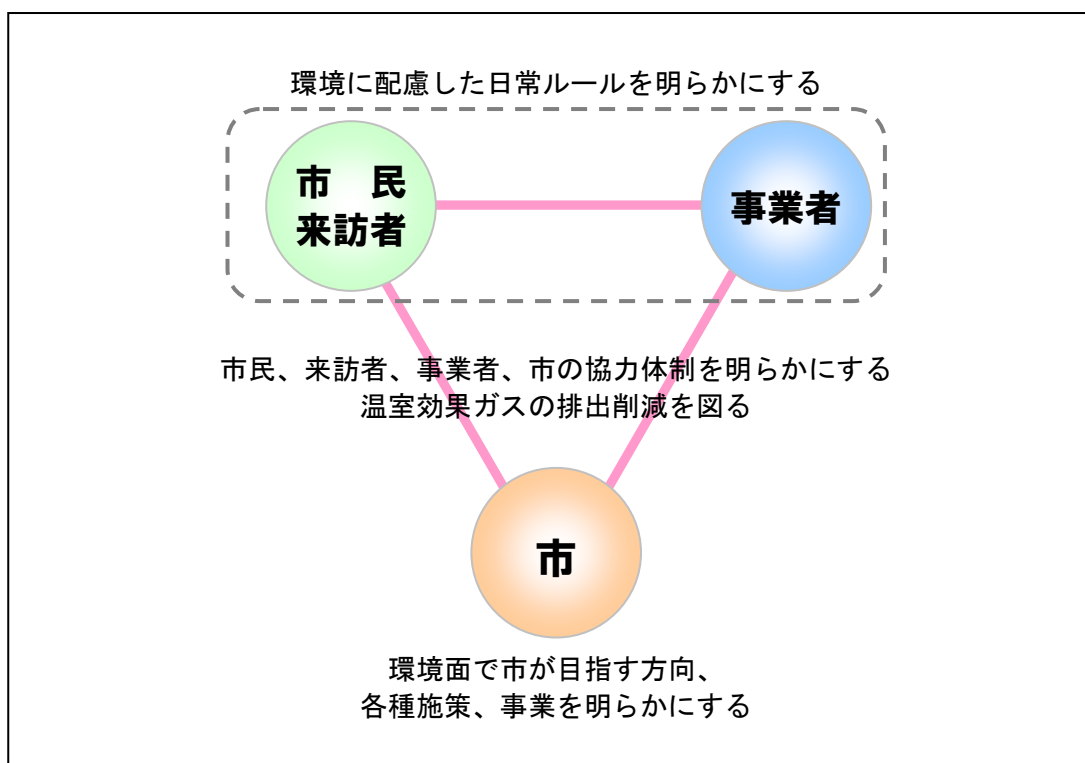 環境に配慮した日常ルールを明らかにする
市　民
来訪者
事業者
市民、来訪者、事業者、市の協力体制を明らかにする
温室効果ガスの排出削減を図る
市
環境面で市が目指す方向、
各種施策、事業を明らかにする